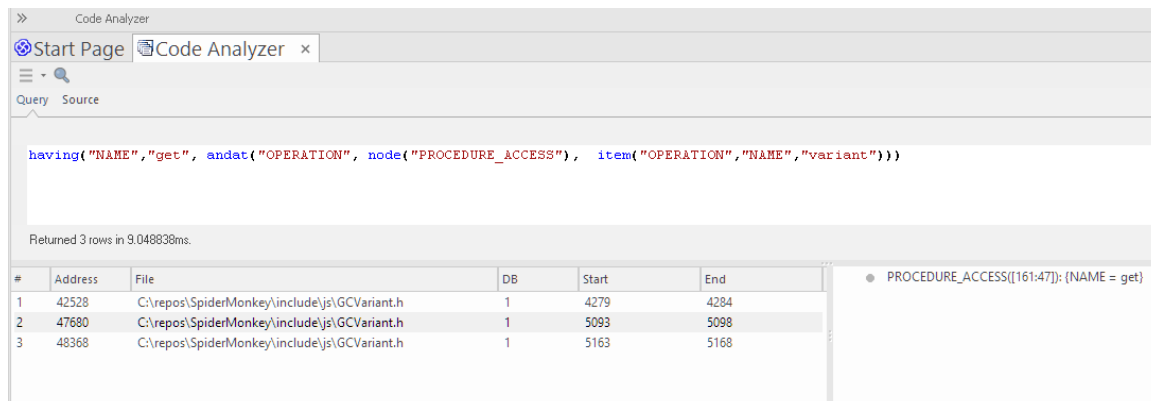 Code Analyzer
Start Page Code Analyzer ×
Query Source
having("NAME","get", andat("OPERATION", node("PROCEDURE_ACCESS"),  item("OPERATION","NAME","variant")))
Returned 3 rows in 9.048838ms.
# Address File DB Start End
1 42528 C:\repos\SpiderMonkey\include\js\GCVariant.h 1 4279 4284
2 47680 C:\repos\SpiderMonkey\include\js\GCVariant.h 1 5093 5098
3 48368 C:\repos\SpiderMonkey\include\js\GCVariant.h 1 5163 5168
PROCEDURE_ACCESS([161:47]): {NAME = get}